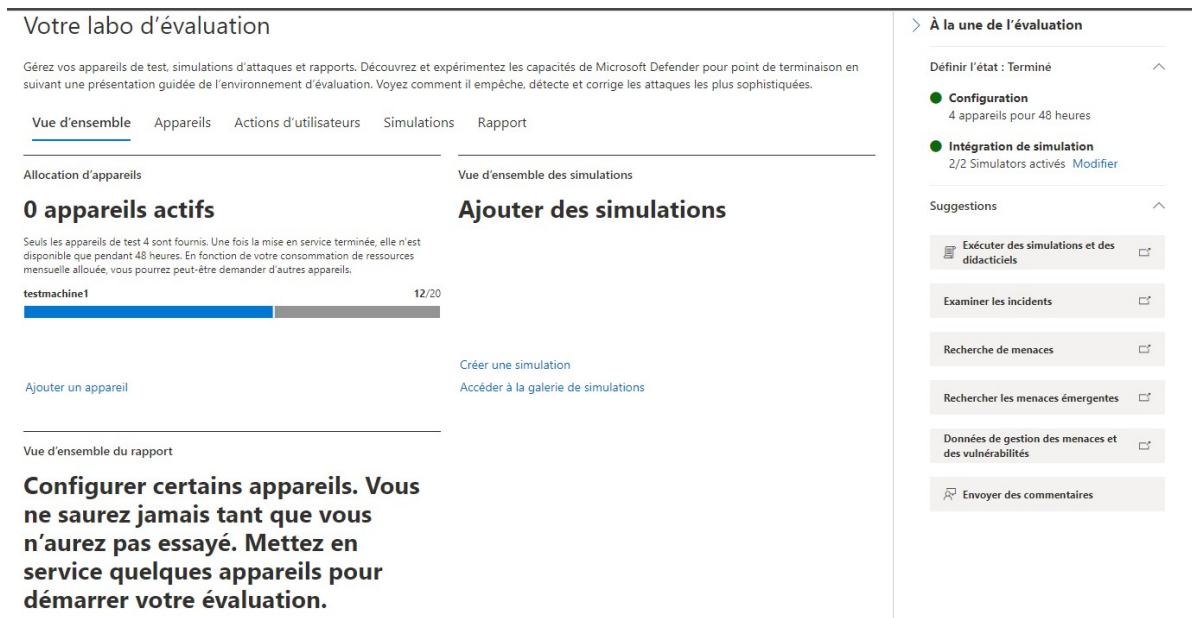 Votre labo d’évaluation
Gérez vos appareils de test, simulations d’attaques et rapports. Découvrez et expérimentez les capacités de Microsoft Defender pour point de terminaison en
suivant une présentation guidée de l’environnement d’évaluation. Voyez comment il empêche, détecte et corrige les attaques les plus sophistiquées.
Vue d’ensemble Appareils Actions d’utilisateurs Simulations Rapport
Allocation d’appareils
0 appareils actifs
Seuls les appareils de test 4 sont fournis. Une fois la mise en service terminée, elle n’est
disponible que pendant 48 heures. En fonction de votre consommation de ressources
mensuelle allouée, vous pourrez peut-être demander d’autres appareils.
testmachine1 12/20
Ajouter un appareil
Vue d’ensemble des simulations
Ajouter des simulations
Créer une simulation
Accéder à la galerie de simulations
Vue d’ensemble du rapport
Configurer certains appareils. Vous
ne saurez jamais tant que vous
n’aurez pas essayé. Mettez en
service quelques appareils pour
démarrer votre évaluation.
À la une de l’évaluation
Définir l’état : Terminé
Configuration
4 appareils pour 48 heures
Intégration de simulation
2/2 Simulators activés Modifier
Suggestions
Exécuter des simulations et des
didacticiels
Examiner les incidents
Recherche de menaces
Rechercher les menaces émergentes
Données de gestion des menaces et
des vulnérabilités
Envoyer des commentaires